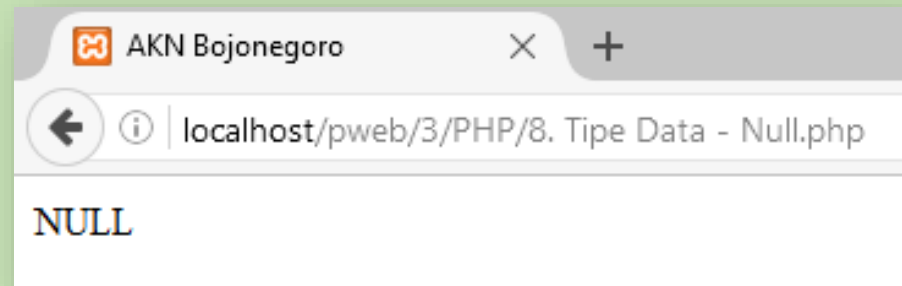 AKN Bojonegoro
localhost/pweb/3/PHP/8. Tipe Data - Null.php
NULL